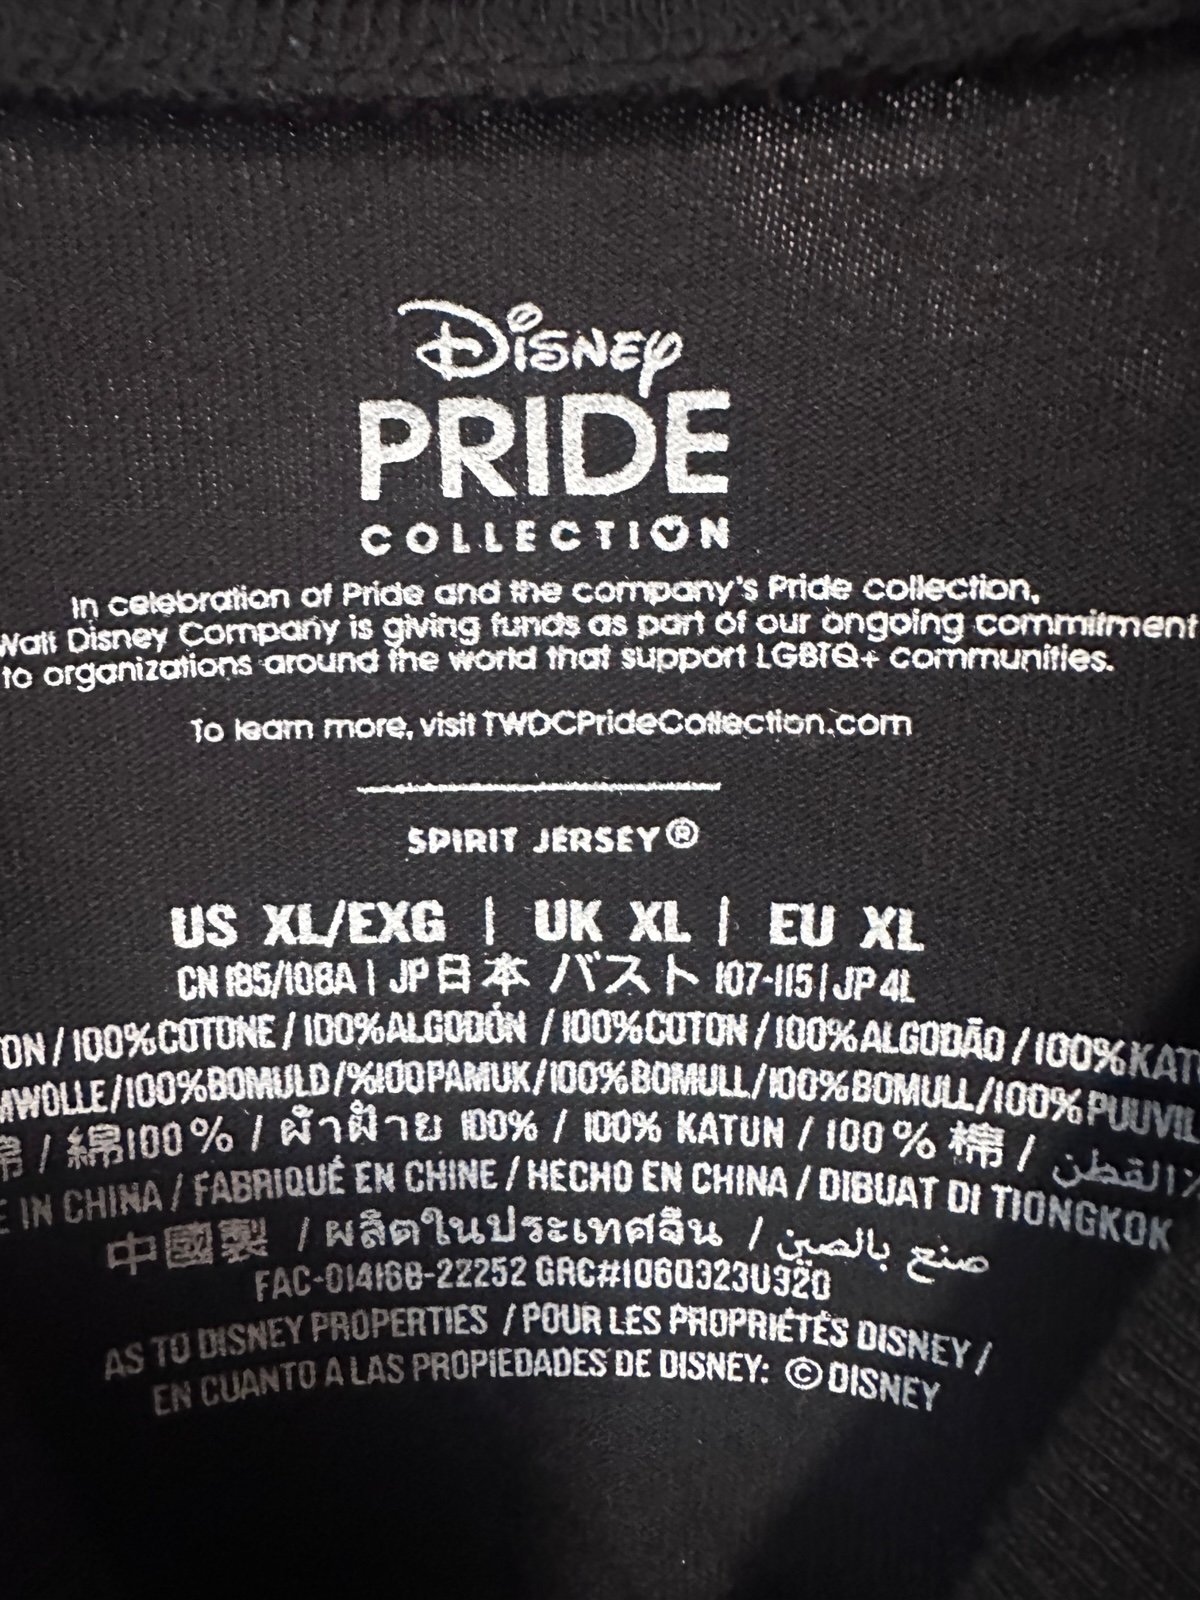 Disney
PRIDE
COLLECTION
In celebration of Pride and the company's Pride collection,
Walt Disney Company is giving funds as part of our ongoing commitment
to organizations around the world that support LGBTQ+ communities.
To learn more, visit TWDCPrideCollection.com
SPIRIT JERSEY®
US XL/EXG | UK XL | EU XL
CN 185/108A | JP日本 バスト 107-115 | JP 4L
/ 100%COTONE / 100%ALGODÓN / 100%COTON / 100%ALGODÃO / 100%
/100%BOMULD/%100PAMUK/100%BOMULL/100%BOMULL/100%
/ 綿100% / ผ้าฝ้าย 100% / 100% KATUN / 100% 棉 / القطن
IN CHINA / FABRIQUÉ EN CHINE / HECHO EN CHINA / DIBUAT DI TIONGKOK
中國製 / ผลิตในประเทศจีน / صنع بالصين
FAC-014168-22252 GRC#1060323U320
AS TO DISNEY PROPERTIES / POUR LES PROPRIÉTÉS DISNEY /
EN CUANTO A LAS PROPIEDADES DE DISNEY: © DISNEY